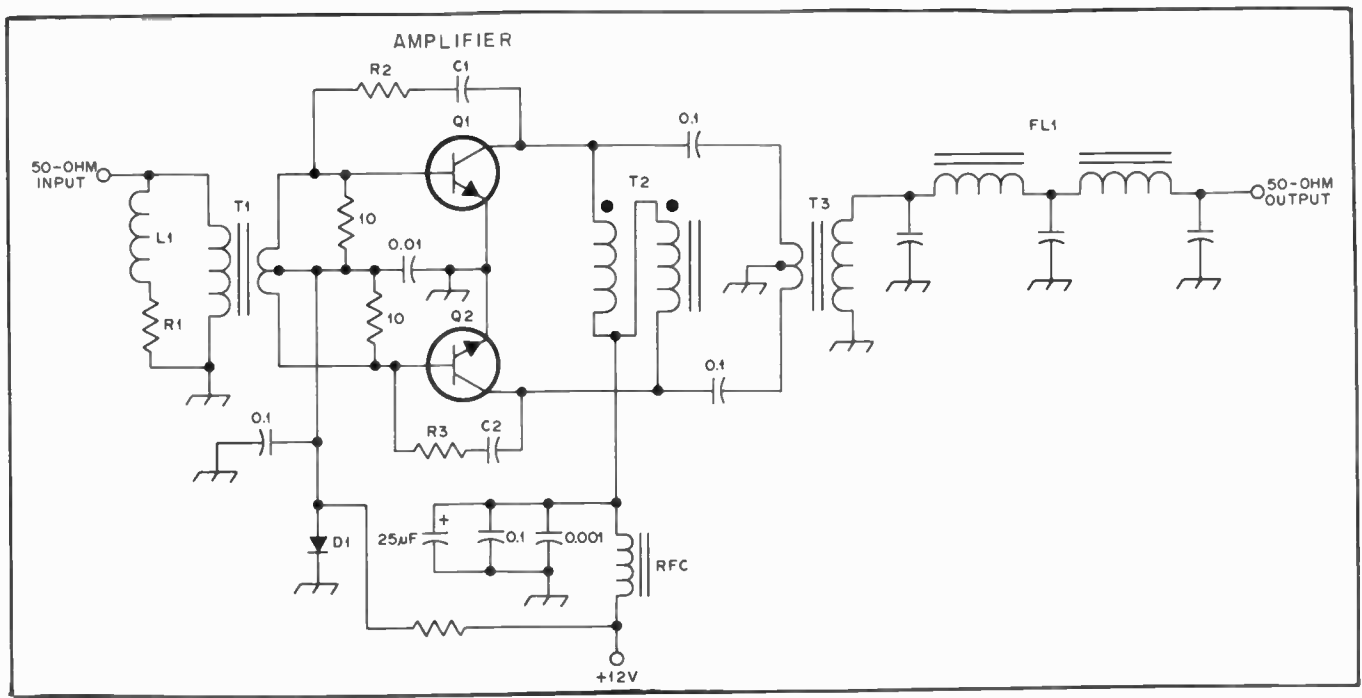 AMPLIFIER
R2
C1
Q1
0.1
FL1
50-OHM
INPUT
T1
L1
10
0.01
T2
T3
50-OHM
OUTPUT
R1
10
Q2
0.1
0.1
R3
C2
25µF
+
0.1
0.001
D1
RFC
+12V